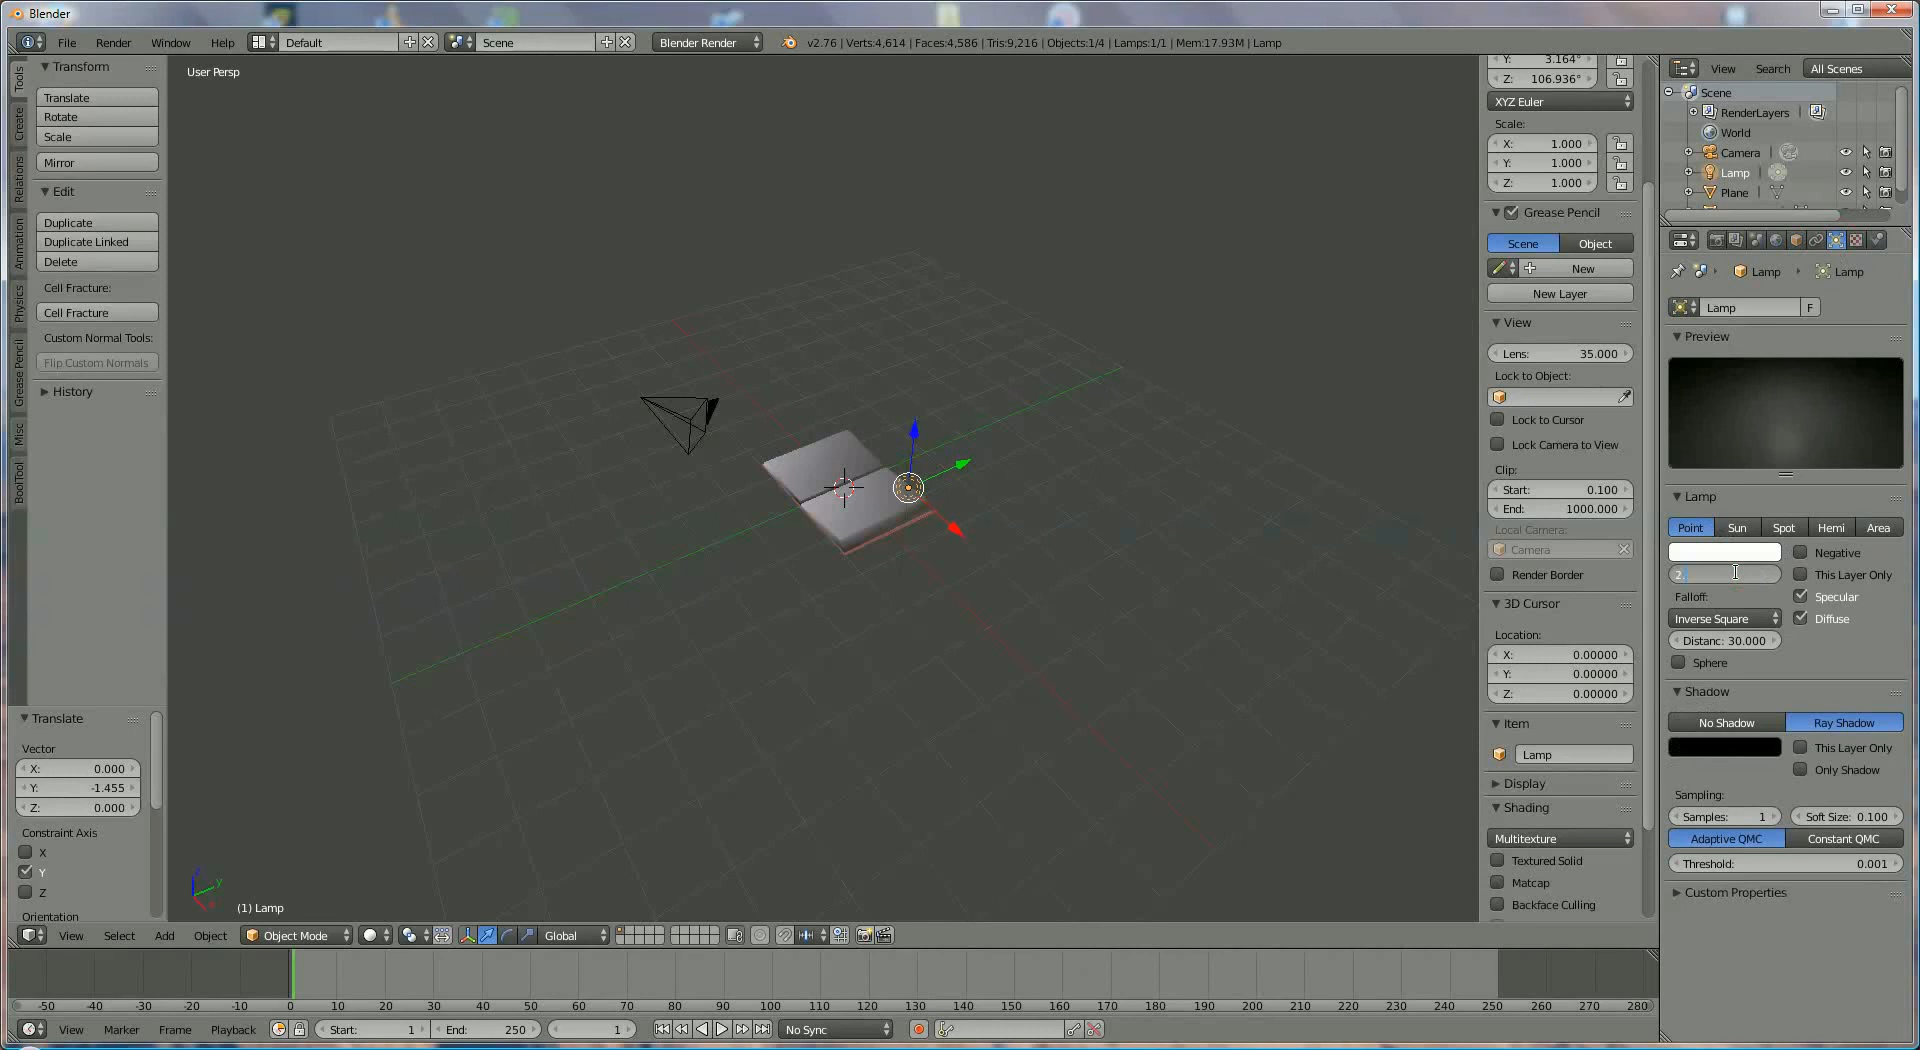 Blender
File Render Window Help Default Scene Blender Render v2.76 | Verts:4,614 | Faces:4,586 | Tris:9,216 | Objects:1/4 | Lamps:1/1 | Mem:17.93M | Lamp
Tools
Create
Relations
Animation
Physics
Grease Pencil
Misc
BoolTool
Transform
Translate
Rotate
Scale
Mirror
Edit
Duplicate
Duplicate Linked
Delete
Cell Fracture:
Cell Fracture
Custom Normal Tools:
Flip Custom Normals
History
Translate
Vector
X: 0.000
Y: -1.455
Z: 0.000
Constraint Axis
X
Y
Z
Orientation
User Persp
(1) Lamp
Y: 3.164°
Z: 106.936°
XYZ Euler
Scale:
X: 1.000
Y: 1.000
Z: 1.000
Grease Pencil
Scene Object
New
New Layer
View
Lens: 35.000
Lock to Object:
Lock to Cursor
Lock Camera to View
Clip:
Start: 0.100
End: 1000.000
Local Camera:
Camera
Render Border
3D Cursor
Location:
X: 0.00000
Y: 0.00000
Z: 0.00000
Item
Lamp
Display
Shading
Multitexture
Textured Solid
Matcap
Backface Culling
View Search All Scenes
Scene
RenderLayers
World
Camera
Lamp
Plane
Lamp Lamp
Lamp F
Preview
Lamp
Point Sun Spot Hemi Area
Negative
This Layer Only
Falloff: Specular
Inverse Square Diffuse
Distanc: 30.000
Sphere
Shadow
No Shadow Ray Shadow
This Layer Only
Only Shadow
Sampling:
Samples: 1 Soft Size: 0.100
Adaptive QMC Constant QMC
Threshold: 0.001
Custom Properties
View Select Add Object Object Mode Global
-50 -40 -30 -20 -10 0 10 20 30 40 50 60 70 80 90 100 110 120 130 140 150 160 170 180 190 200 210 220 230 240 250 260 270 280
View Marker Frame Playback Start: 1 End: 250 1 No Sync